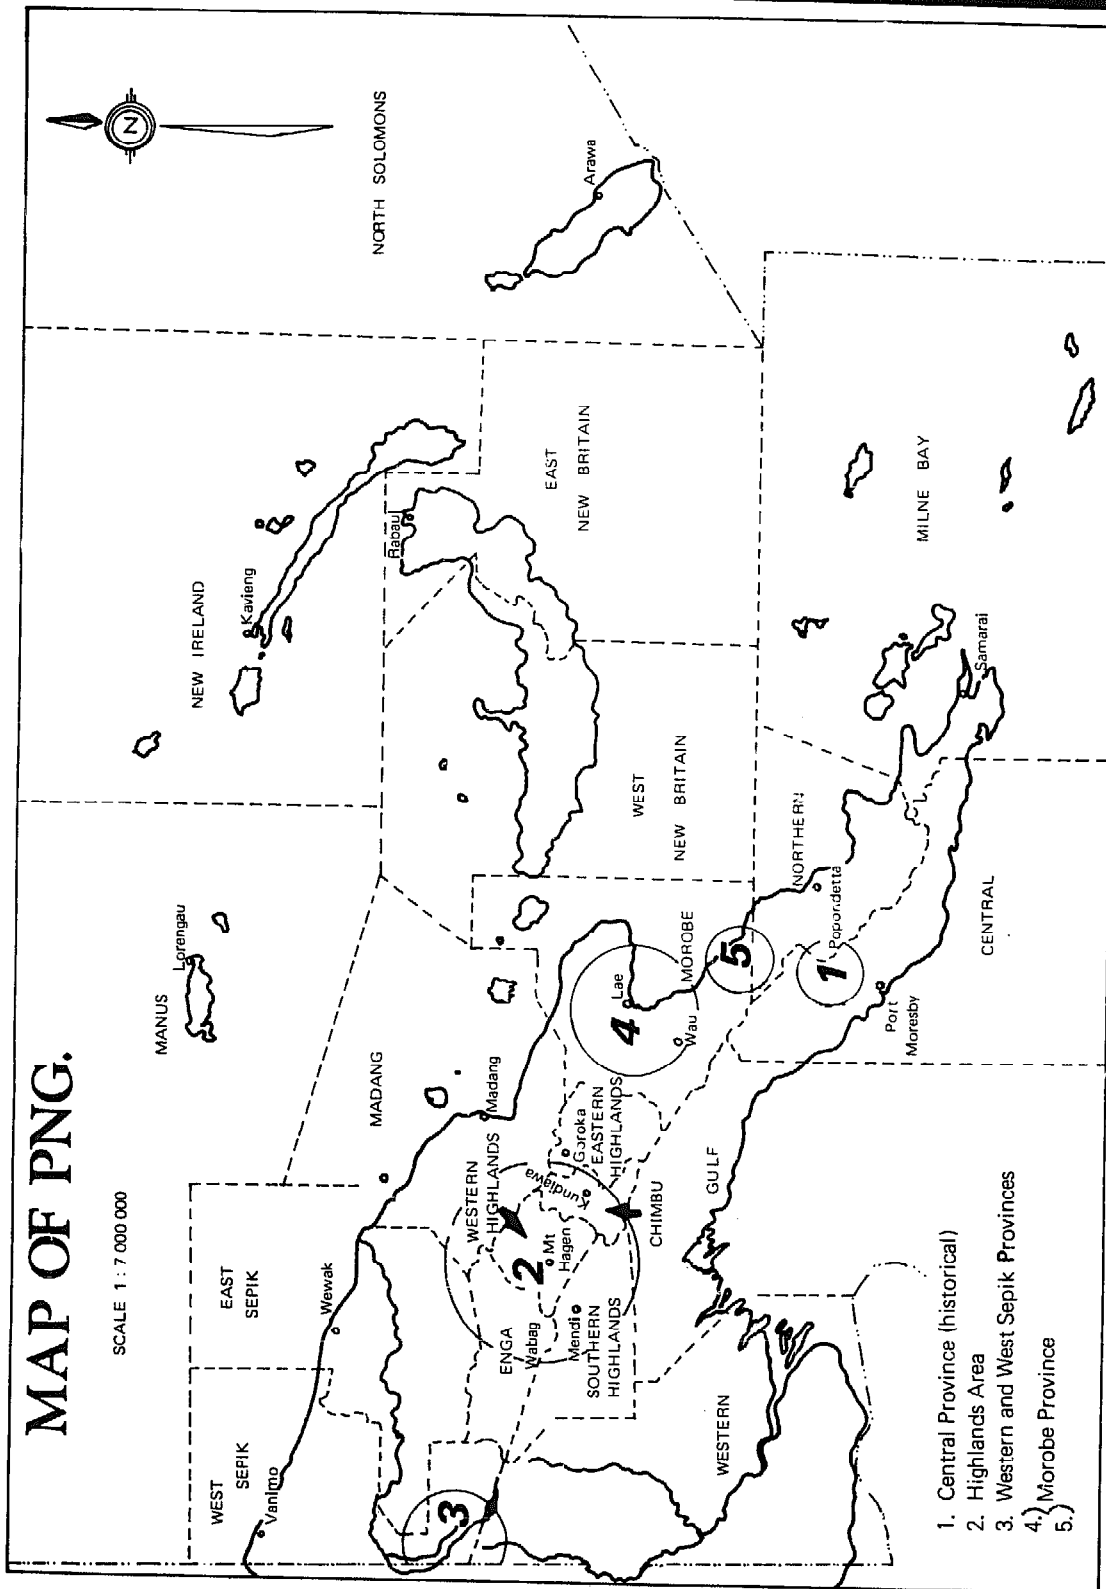 MAP OF PNG.
SCALE 1 : 7 000 000
N
MANUS
Lorengau
NEW IRELAND
Kavieng
NORTH SOLOMONS
Arawa
WEST
SEPIK
Vanimo
EAST
SEPIK
Wewak
MADANG
Madang
Rabaul
EAST
NEW BRITAIN
WEST
NEW BRITAIN
WESTERN
HIGHLANDS
ENGA
Wabag
2
Mt
Hagen
Kundiawa
Goroka
EASTERN
HIGHLANDS
Mendi
SOUTHERN
HIGHLANDS
CHIMBU
3
4
Lae
Wau
MOROBE
5
NORTHERN
Popondetta
1
Port
Moresby
CENTRAL
GULF
WESTERN
MILNE BAY
Samarai
1. Central Province (historical)
2. Highlands Area
3. Western and West Sepik Provinces
4.} Morobe Province
5.}